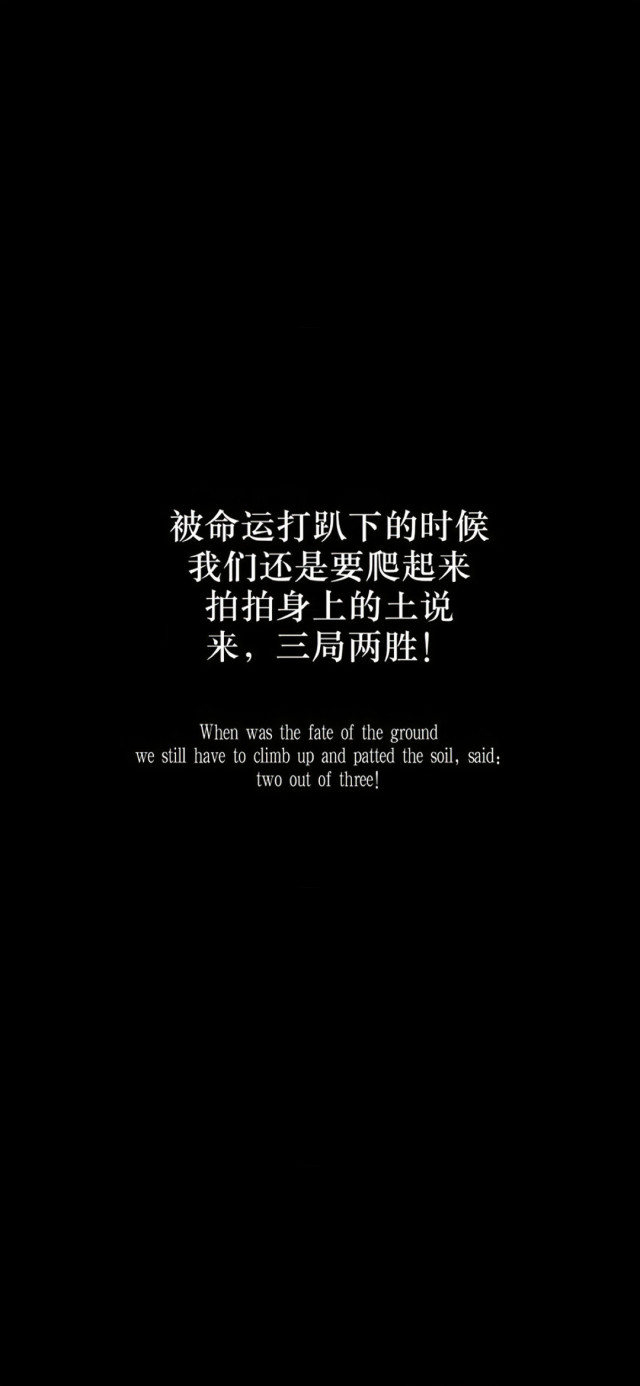 被命运打趴下的时候
我们还是要爬起来
拍拍身上的土说
来，三局两胜！
When was the fate of the ground
we still have to climb up and patted the soil, said:
two out of three!